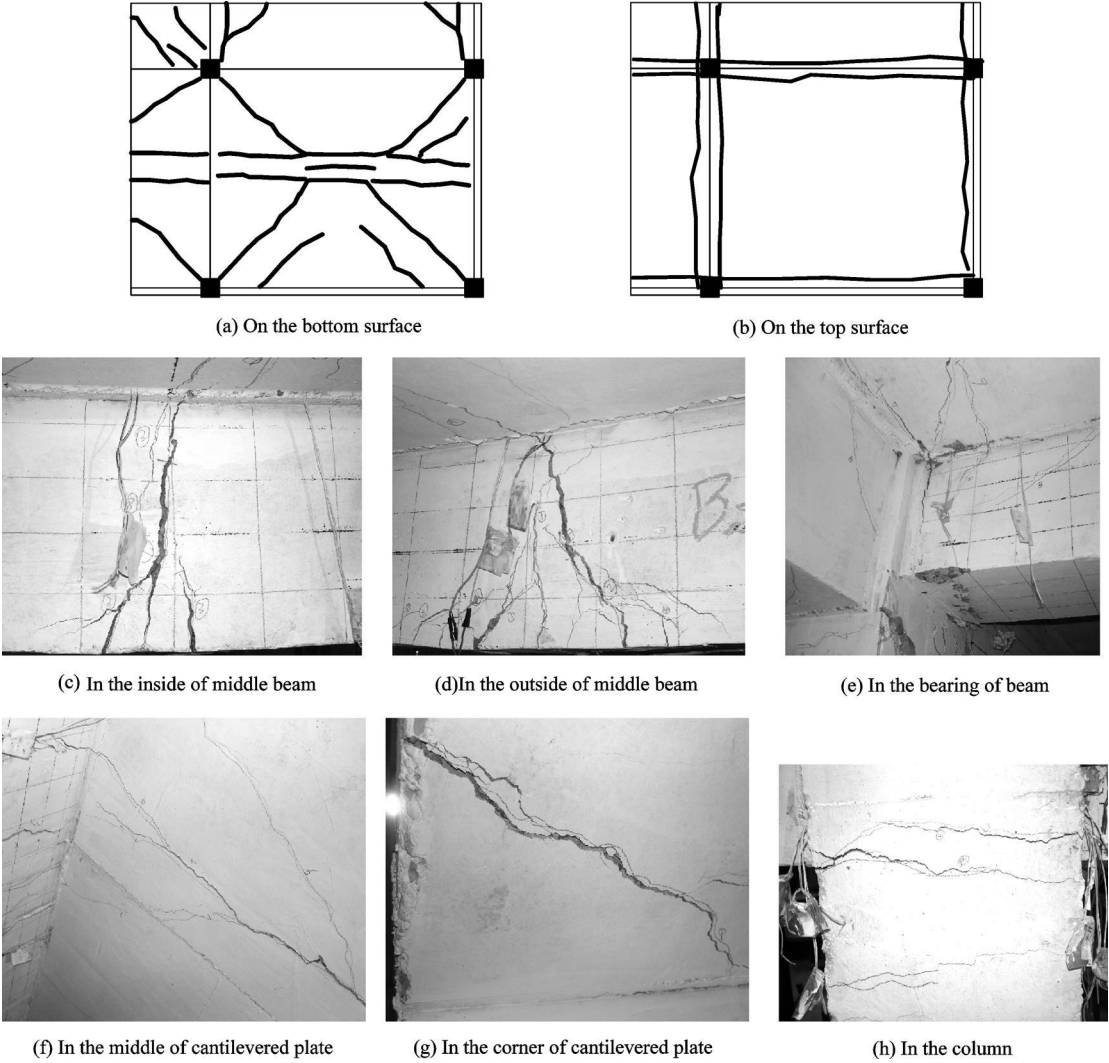 (a) On the bottom surface
(b) On the top surface
B
(c) In the inside of middle beam
(d)In the outside of middle beam
(e) In the bearing of beam
(f) In the middle of cantilevered plate
(g) In the corner of cantilevered plate
(h) In the column